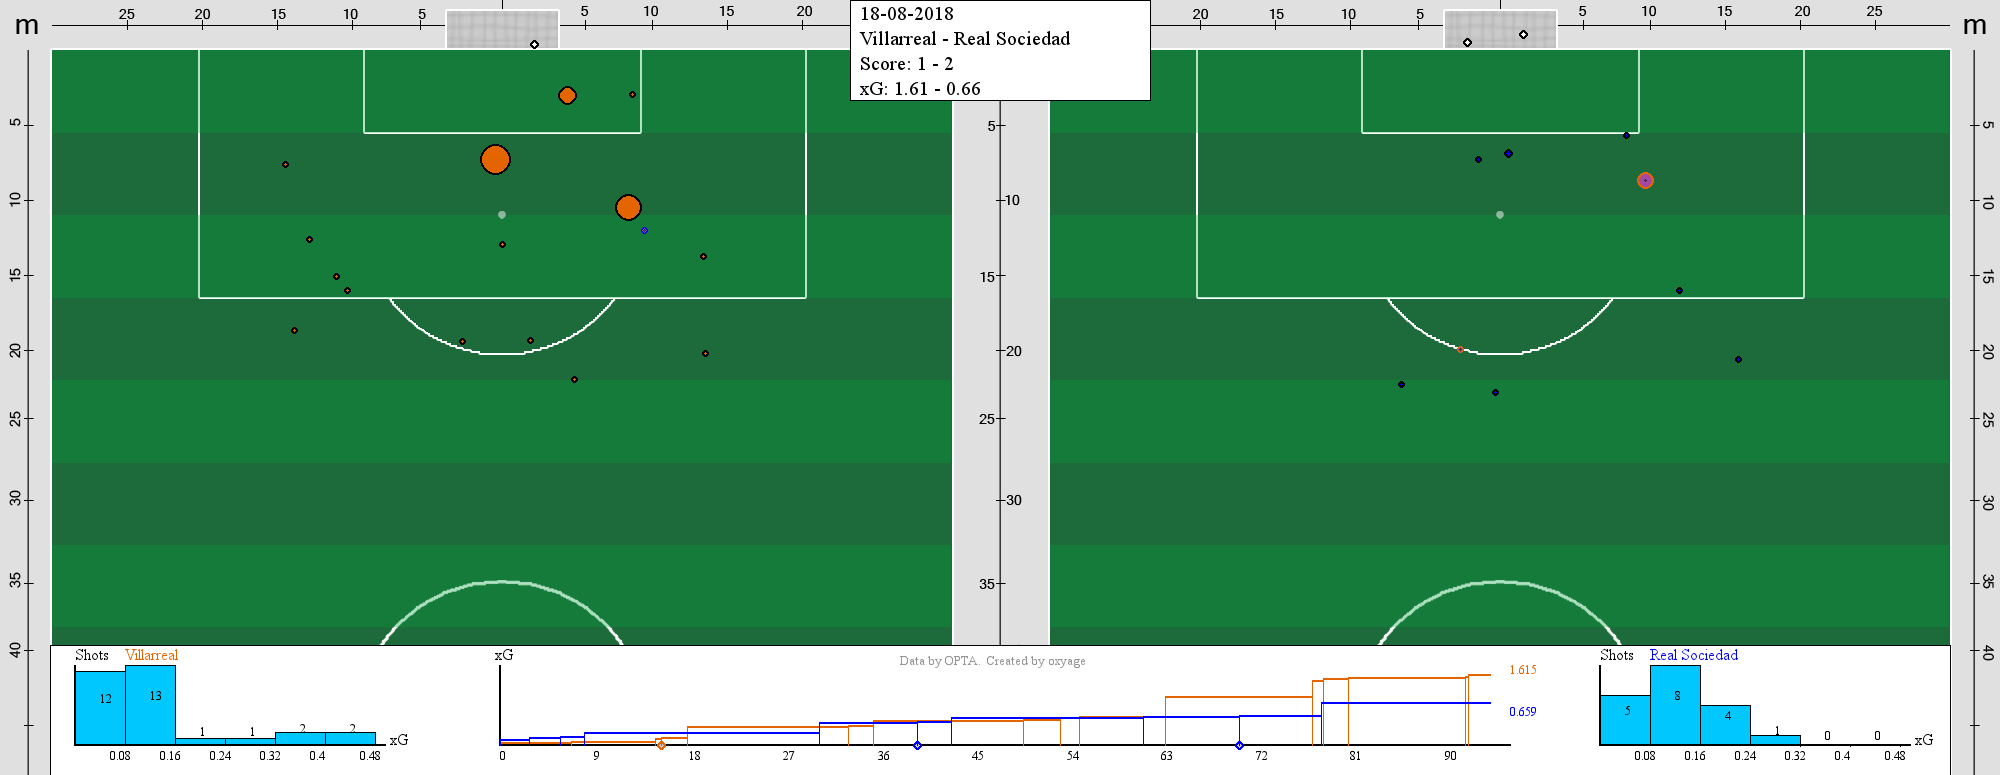 25 20 15 10 5 5 10 15 20
20 15 10 5 5 10 15 20 25
m
m
18-08-2018
Villarreal - Real Sociedad
Score: 1 - 2
xG: 1.61 - 0.66
5 5 5
10 10 10
15 15 15
20 20 20
25 25 25
30 30 30
35 35 35
40 40
Shots Villarreal
12 13 1 1 2 2
xG
0.08 0.16 0.24 0.32 0.4 0.48
xG
Data by OPTA. Created by oxyage
1.615
0.659
0 9 18 27 36 45 54 63 72 81 90
Shots Real Sociedad
5 8 4 1 0 0
xG
0.08 0.16 0.24 0.32 0.4 0.48